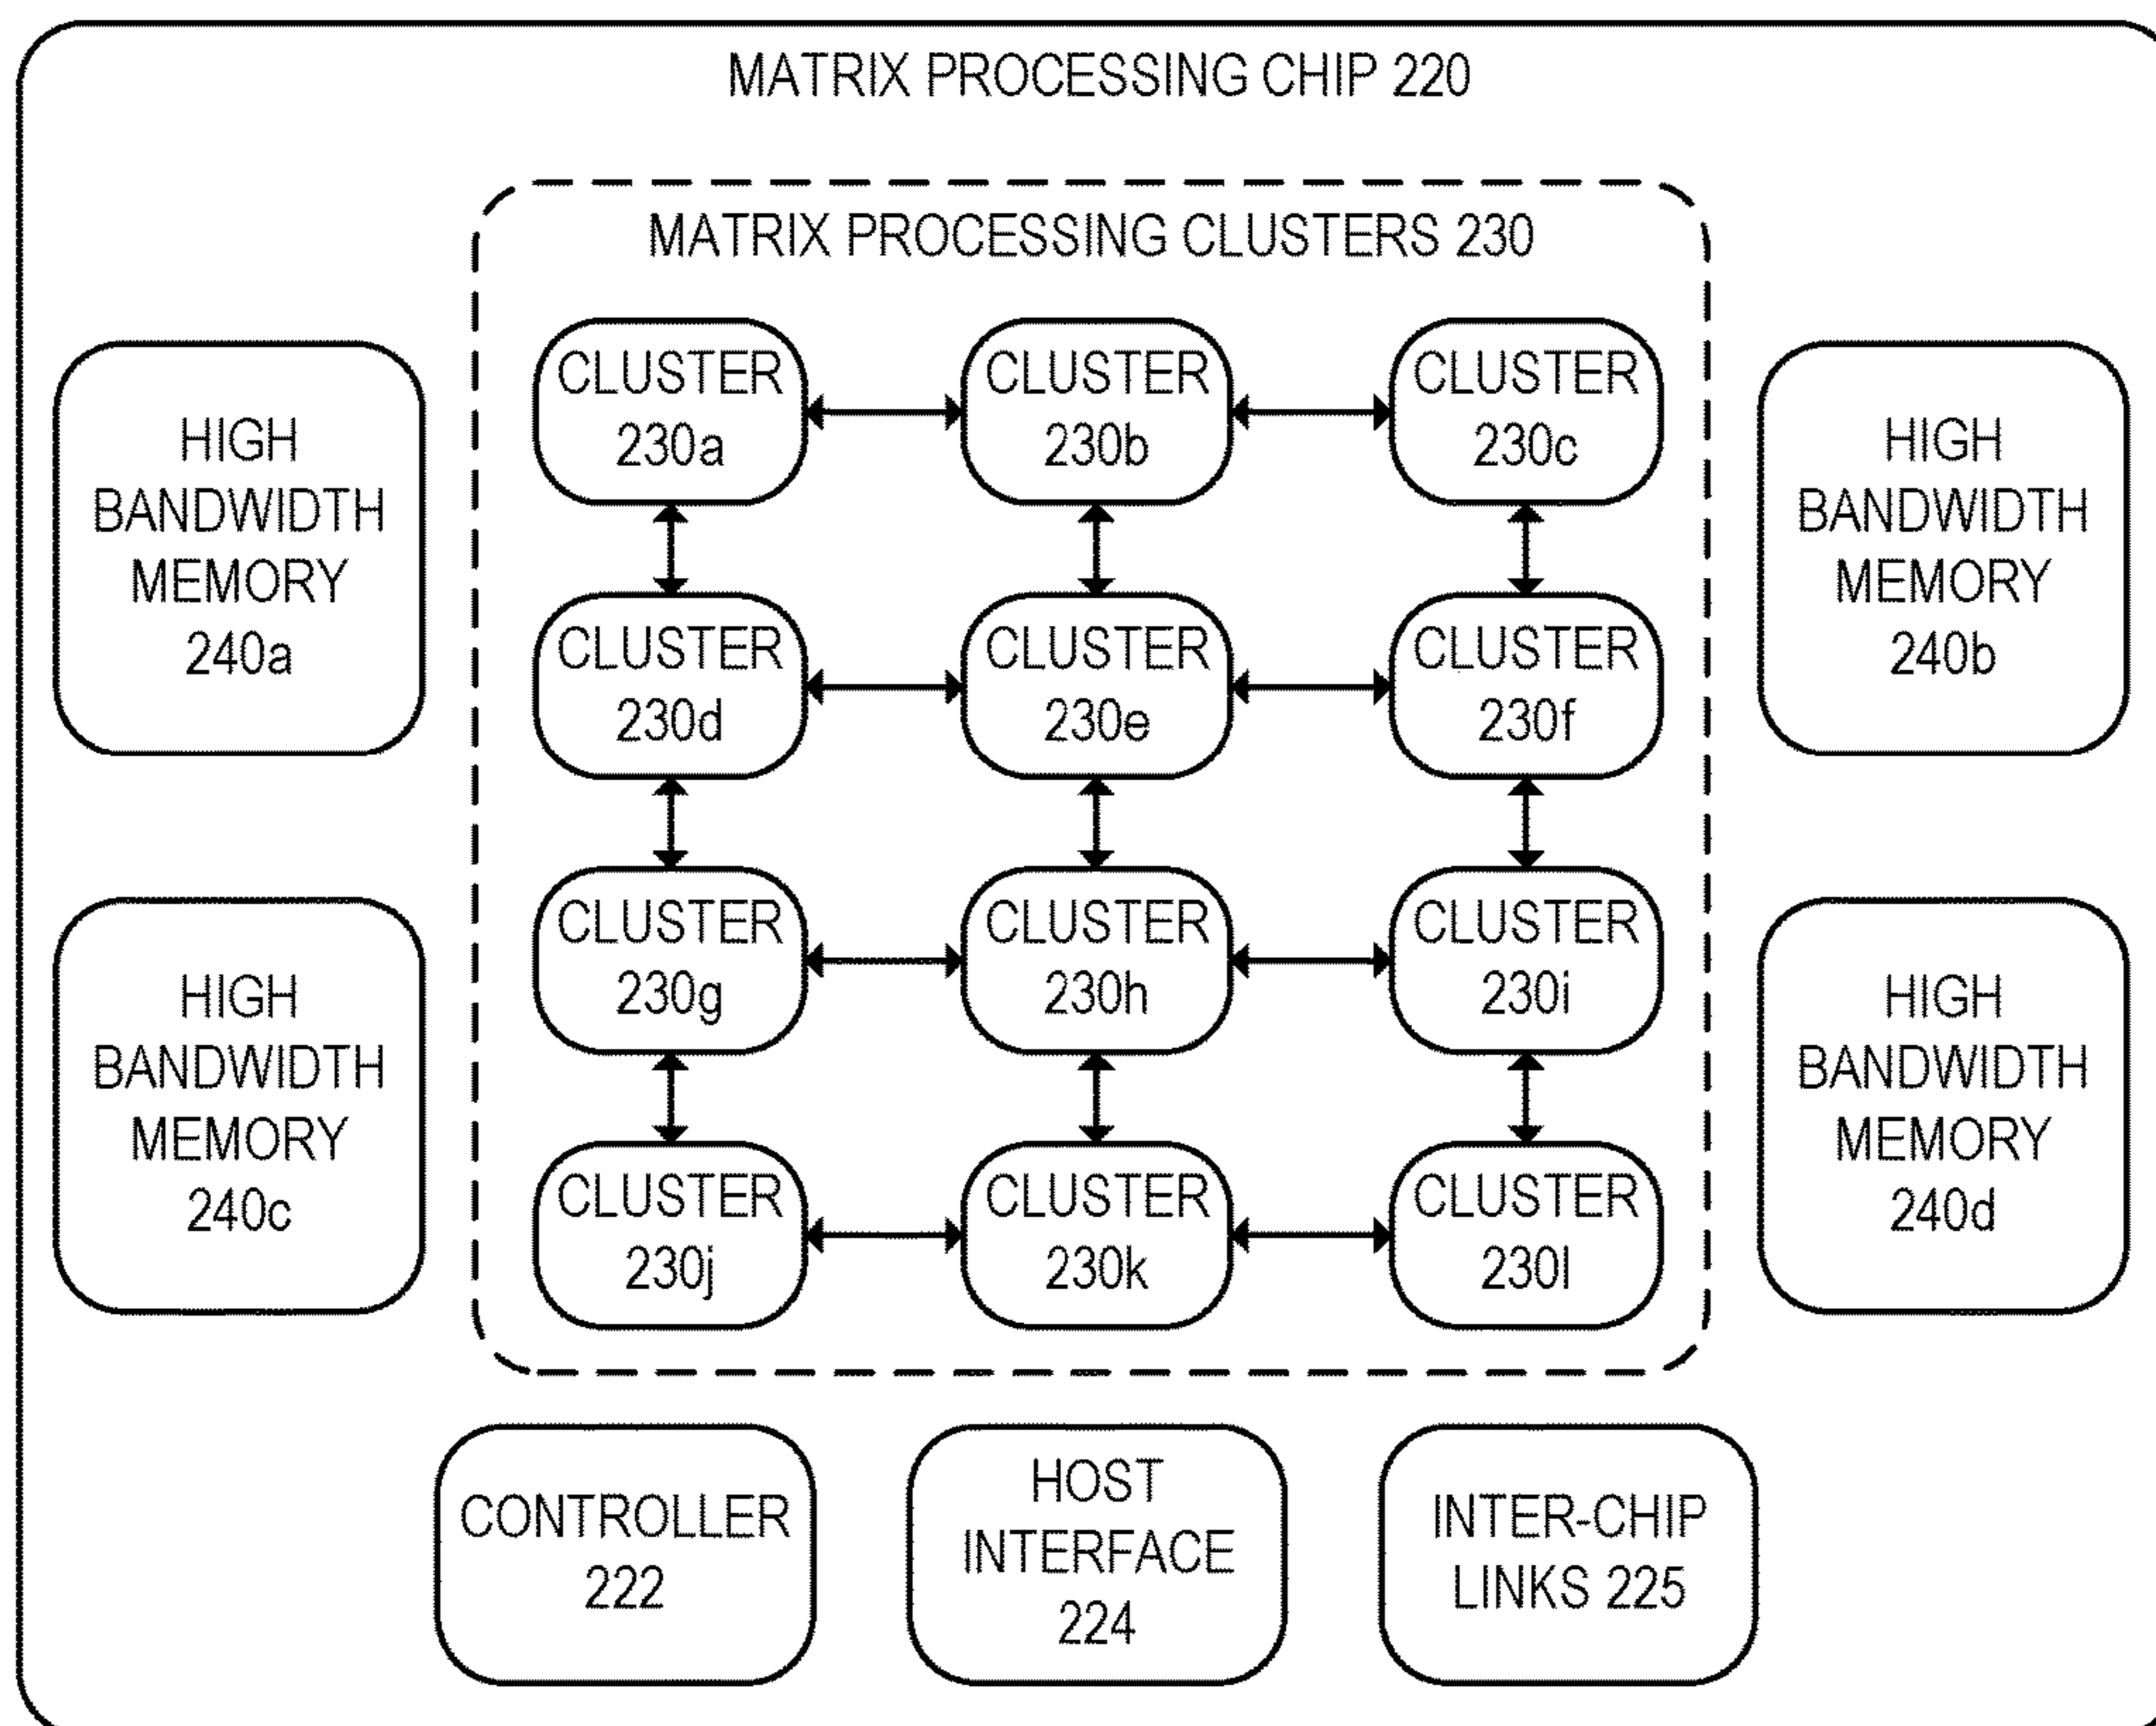 MATRIX PROCESSING CHIP 220
MATRIX PROCESSING CLUSTERS 230
HIGH
BANDWIDTH
MEMORY
240a
CLUSTER
230a
CLUSTER
230b
CLUSTER
230c
HIGH
BANDWIDTH
MEMORY
240b
CLUSTER
230d
CLUSTER
230e
CLUSTER
230f
HIGH
BANDWIDTH
MEMORY
240c
CLUSTER
230g
CLUSTER
230h
CLUSTER
230i
HIGH
BANDWIDTH
MEMORY
240d
CLUSTER
230j
CLUSTER
230k
CLUSTER
230l
CONTROLLER
222
HOST
INTERFACE
224
INTER-CHIP
LINKS 225